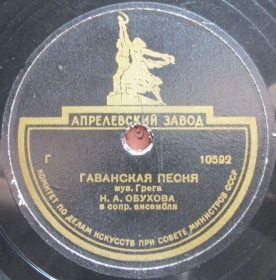 АПРЕЛЕВСКИЙ ЗАВОД
Г 10592
ГАВАНСКАЯ ПЕСНЯ
муз. Грега
Н. А. ОБУХОВА
в сопр. ансамбля
КОМИТЕТ ПО ДЕЛАМ ИСКУССТВ ПРИ СОВЕТЕ МИНИСТРОВ СССР